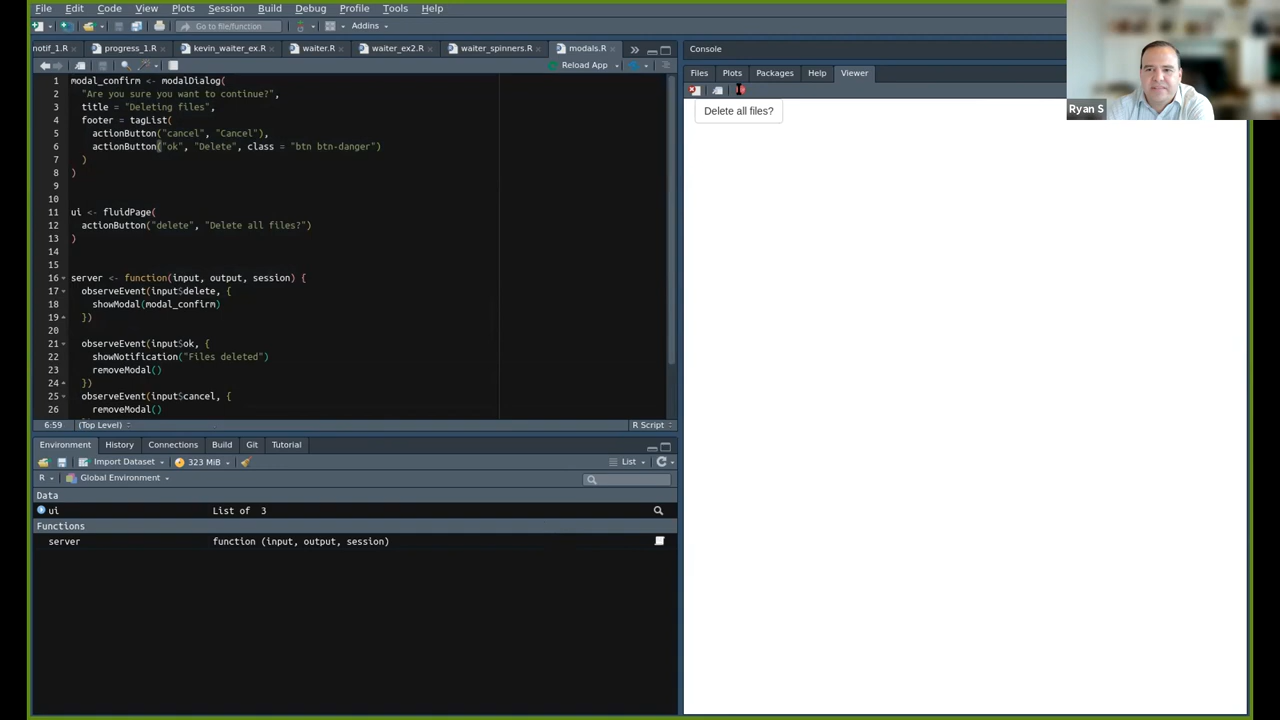 File Edit Code View Plots Session Build Debug Profile Tools Help
Go to file/function Addins
notif_1.R progress_1.R kevin_waiter_ex.R waiter.R waiter_ex2.R waiter_spinners.R modals.R
Reload App
1 modal_confirm <- modalDialog(
2 "Are you sure you want to continue?",
3 title = "Deleting files",
4 footer = tagList(
5 actionButton("cancel", "Cancel"),
6 actionButton("ok", "Delete", class = "btn btn-danger")
7 )
8 )
9
10
11 ui <- fluidPage(
12 actionButton("delete", "Delete all files?")
13 )
14
15
16 server <- function(input, output, session) {
17 observeEvent(input$delete, {
18 showModal(modal_confirm)
19 })
20
21 observeEvent(input$ok, {
22 showNotification("Files deleted")
23 removeModal()
24 })
25 observeEvent(input$cancel, {
26 removeModal()
6:59 (Top Level) R Script
Environment History Connections Build Git Tutorial
Import Dataset 323 MiB List
R Global Environment
Data
ui List of 3
Functions
server function (input, output, session)
Console
Files Plots Packages Help Viewer
Delete all files?
Ryan S